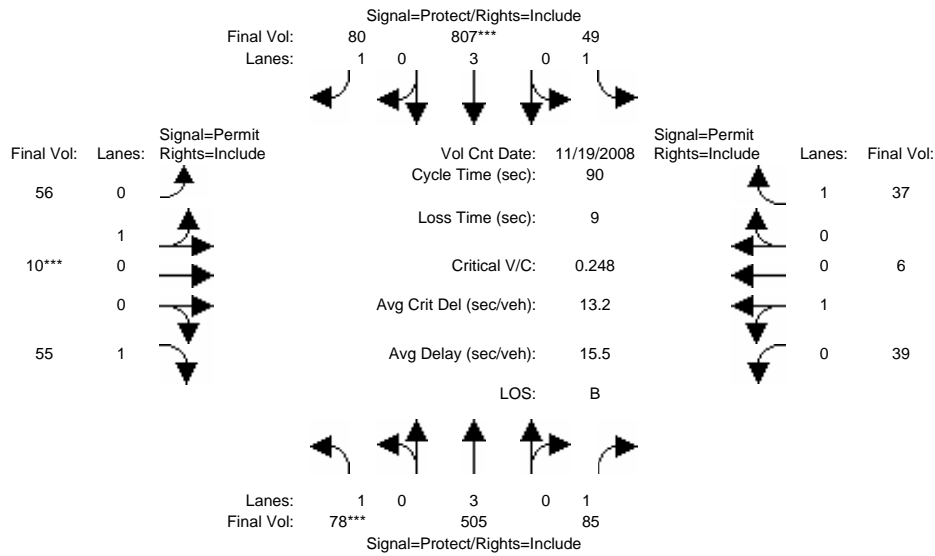 Signal=Protect/Rights=Include
Final Vol: 80 807*** 49
Lanes: 1 0 3 0 1
Signal=Permit Signal=Permit
Final Vol: Lanes: Rights=Include Vol Cnt Date: 11/19/2008 Rights=Include Lanes: Final Vol:
Cycle Time (sec): 90
56 0 1 37
Loss Time (sec): 9
1 0
10*** 0 Critical V/C: 0.248 0 6
0 Avg Crit Del (sec/veh): 13.2 1
55 1 Avg Delay (sec/veh): 15.5 0 39
LOS: B
Lanes: 1 0 3 0 1
Final Vol: 78*** 505 85
Signal=Protect/Rights=Include